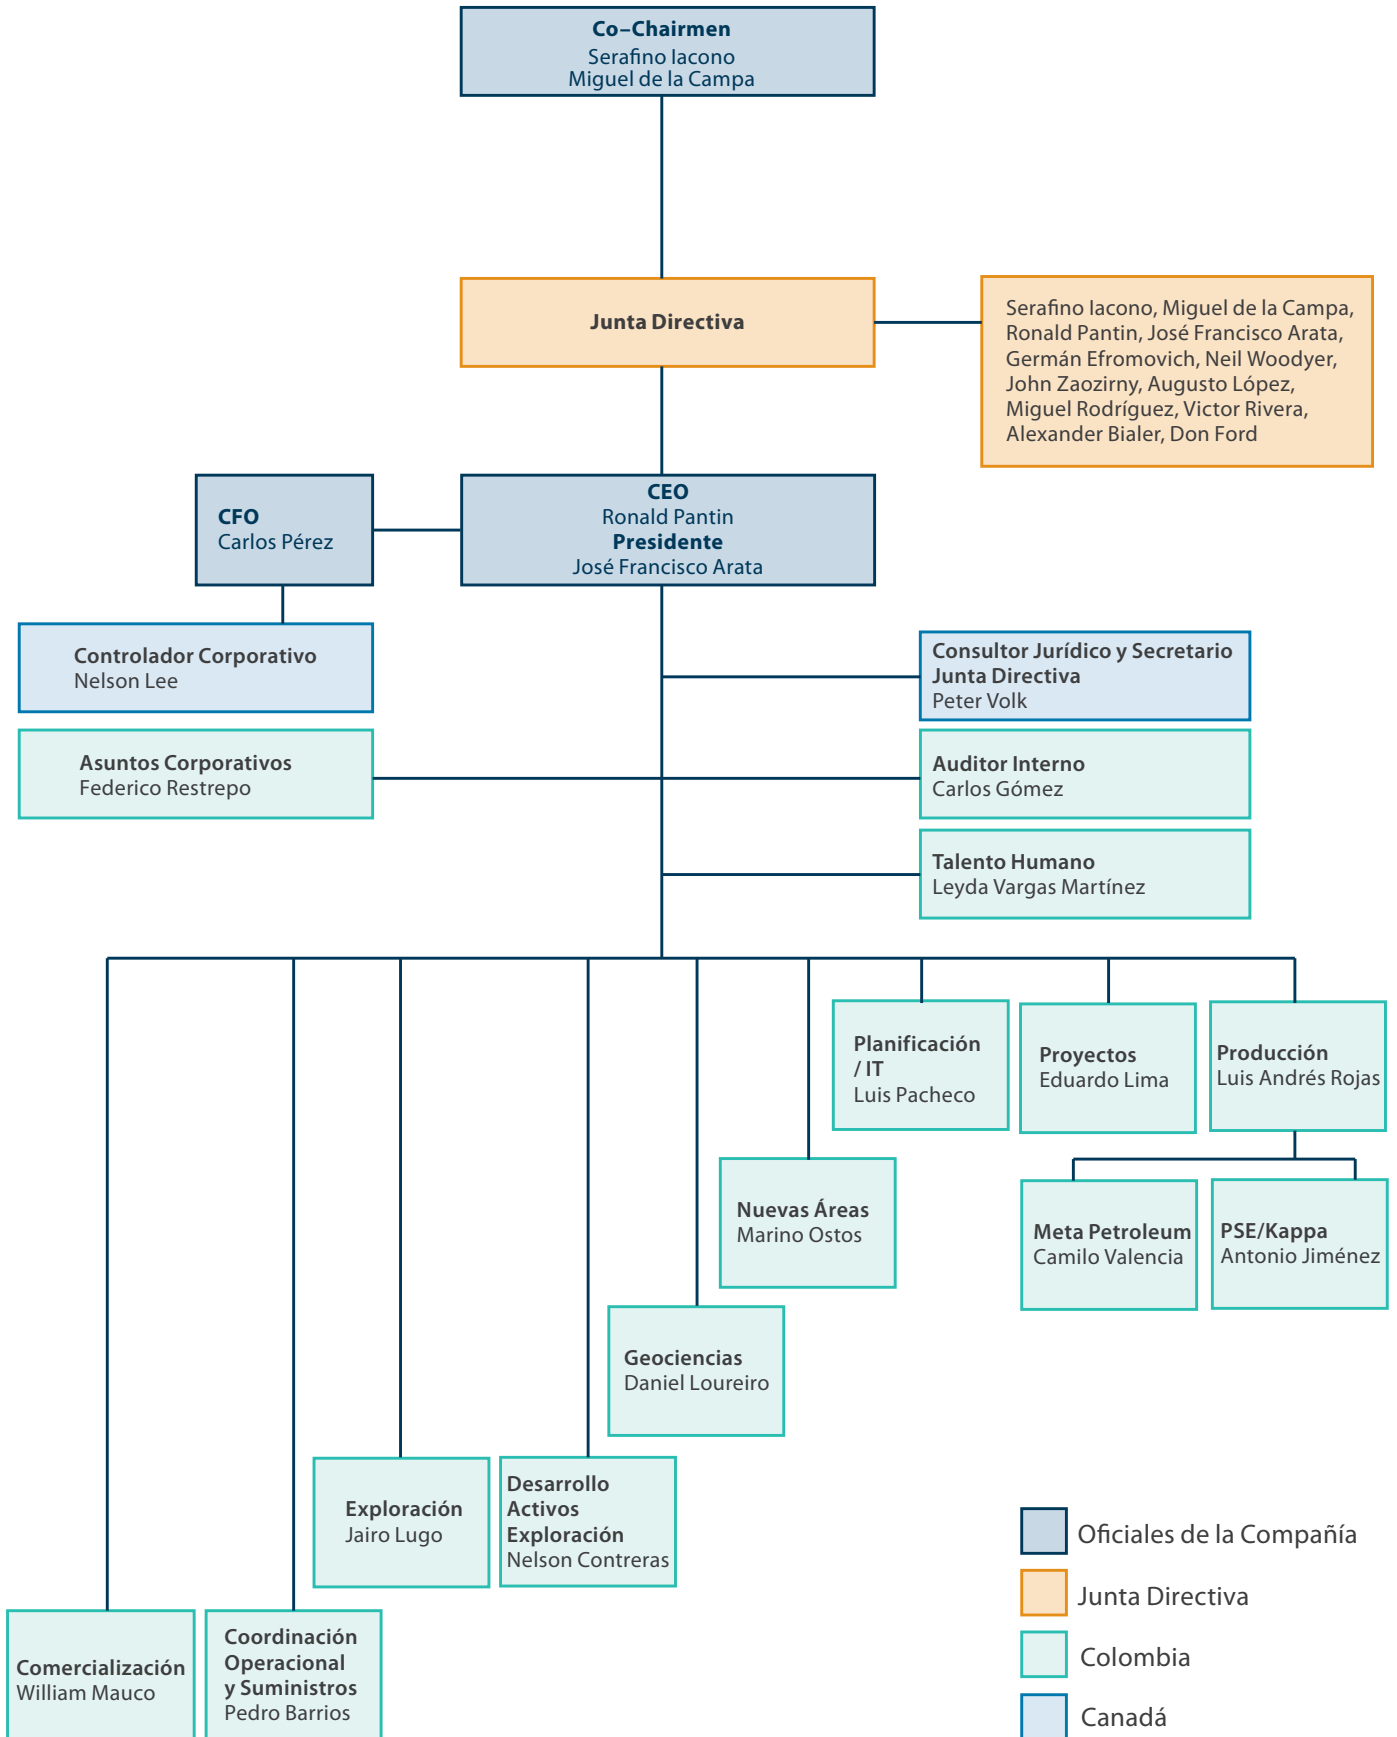 Co–Chairmen
Serafino Iacono
Miguel de la Campa
Junta Directiva
Serafino Iacono, Miguel de la Campa,
Ronald Pantin, José Francisco Arata,
Germán Efromovich, Neil Woodyer,
John Zaozirny, Augusto López,
Miguel Rodríguez, Victor Rivera,
Alexander Bialer, Don Ford
CFO
Carlos Pérez
CEO
Ronald Pantin
Presidente
José Francisco Arata
Controlador Corporativo
Nelson Lee
Consultor Jurídico y Secretario
Junta Directiva
Peter Volk
Asuntos Corporativos
Federico Restrepo
Auditor Interno
Carlos Gómez
Talento Humano
Leyda Vargas Martínez
Planificación
/ IT
Luis Pacheco
Proyectos
Eduardo Lima
Producción
Luis Andrés Rojas
Nuevas Áreas
Marino Ostos
Meta Petroleum
Camilo Valencia
PSE/Kappa
Antonio Jiménez
Geociencias
Daniel Loureiro
Exploración
Jairo Lugo
Desarrollo
Activos
Exploración
Nelson Contreras
Comercialización
William Mauco
Coordinación
Operacional
y Suministros
Pedro Barrios
Oficiales de la Compañía
Junta Directiva
Colombia
Canadá